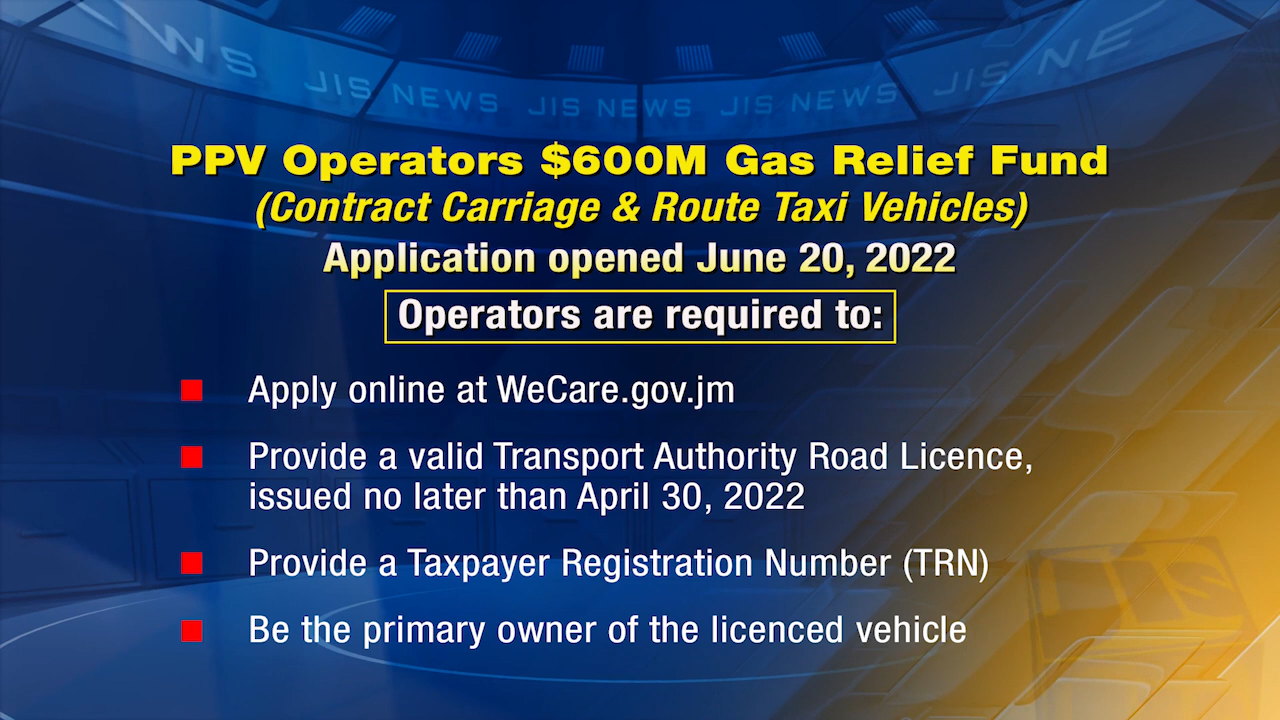 WS JIS NEWS JIS NEWS JIS NEWS JIS NE
PPV Operators $600M Gas Relief Fund
(Contract Carriage & Route Taxi Vehicles)
Application opened June 20, 2022
Operators are required to:
Apply online at WeCare.gov.jm
Provide a valid Transport Authority Road Licence,
issued no later than April 30, 2022
Provide a Taxpayer Registration Number (TRN)
Be the primary owner of the licenced vehicle
JIS